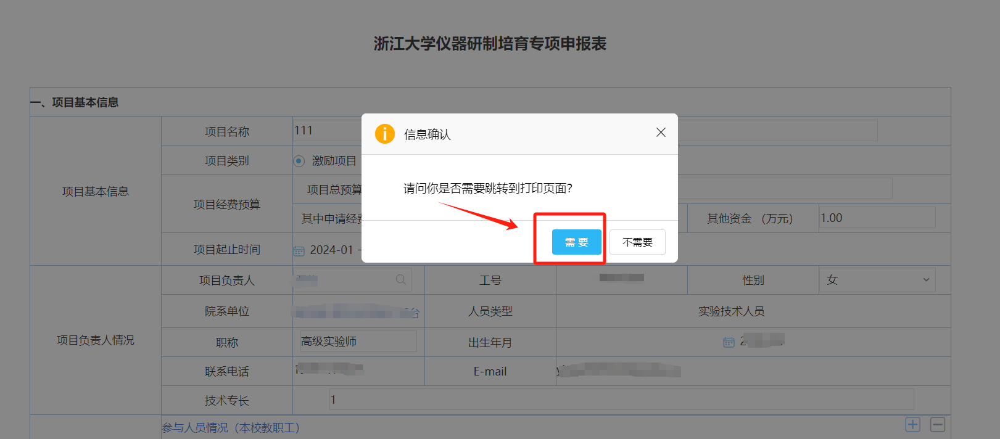 浙江大学仪器研制培育专项申报表
一、项目基本信息
项目基本信息
项目名称
111
项目类别
激励项目
项目经费预算
项目总预算
其中申请经费
其他资金 （万元）
1.00
项目起止时间
2024-01 -
信息确认
请问你是否需要跳转到打印页面?
需 要
不需要
项目负责人情况
项目负责人
工号
性别
女
院系单位
台
人员类型
实验技术人员
职称
高级实验师
出生年月
2
联系电话
E-mail
技术专长
1
参与人员情况（本校教职工）